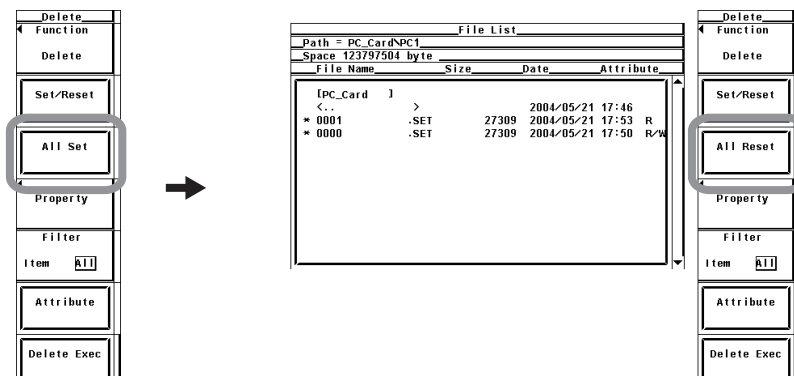 Delete
Function
Delete
Set/Reset
All Set
Property
Filter
Item All
Attribute
Delete Exec
File List
Path = PC_Card\PC1
Space 123797504 byte
File Name Size Date Attribute
[PC_Card ]
<.. > 2004/05/21 17:46
* 0001 .SET 27309 2004/05/21 17:53 R
* 0000 .SET 27309 2004/05/21 17:50 R/W
Delete
Function
Delete
Set/Reset
All Reset
Property
Filter
Item All
Attribute
Delete Exec